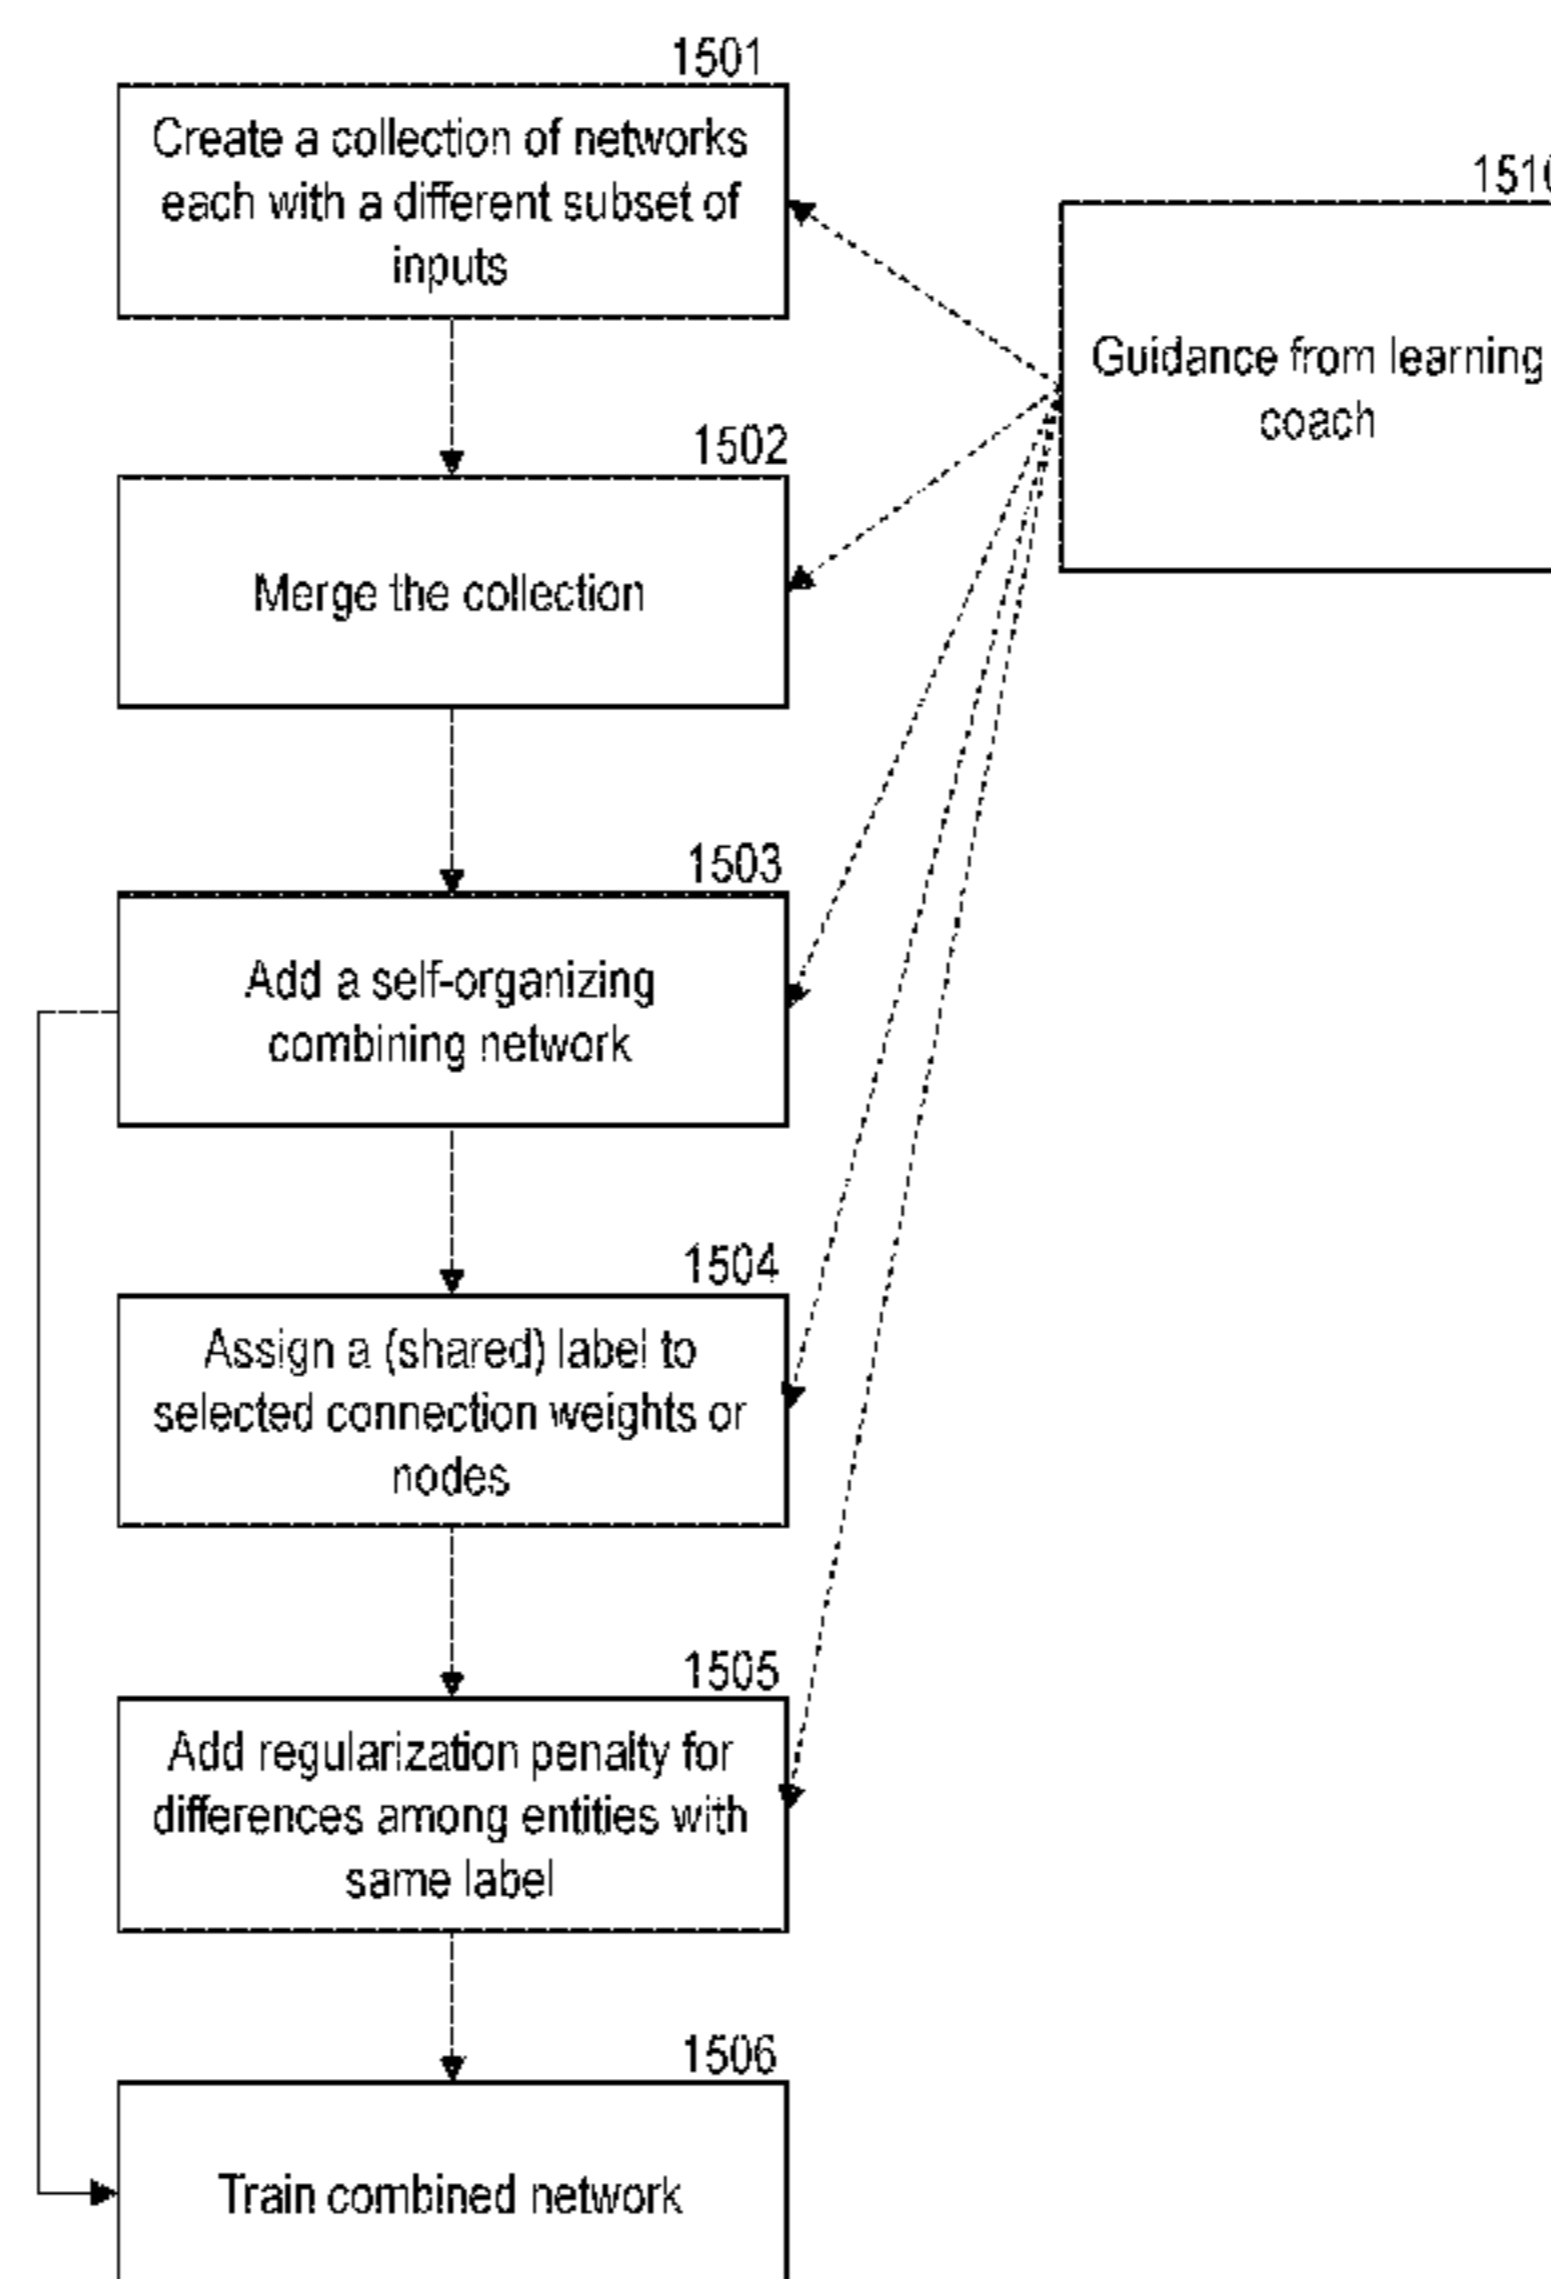 1501
Create a collection of networks
each with a different subset of
inputs
1510
Guidance from learning
coach
1502
Merge the collection
1503
Add a self-organizing
combining network
1504
Assign a (shared) label to
selected connection weights or
nodes
1505
Add regularization penalty for
differences among entities with
same label
1506
Train combined network